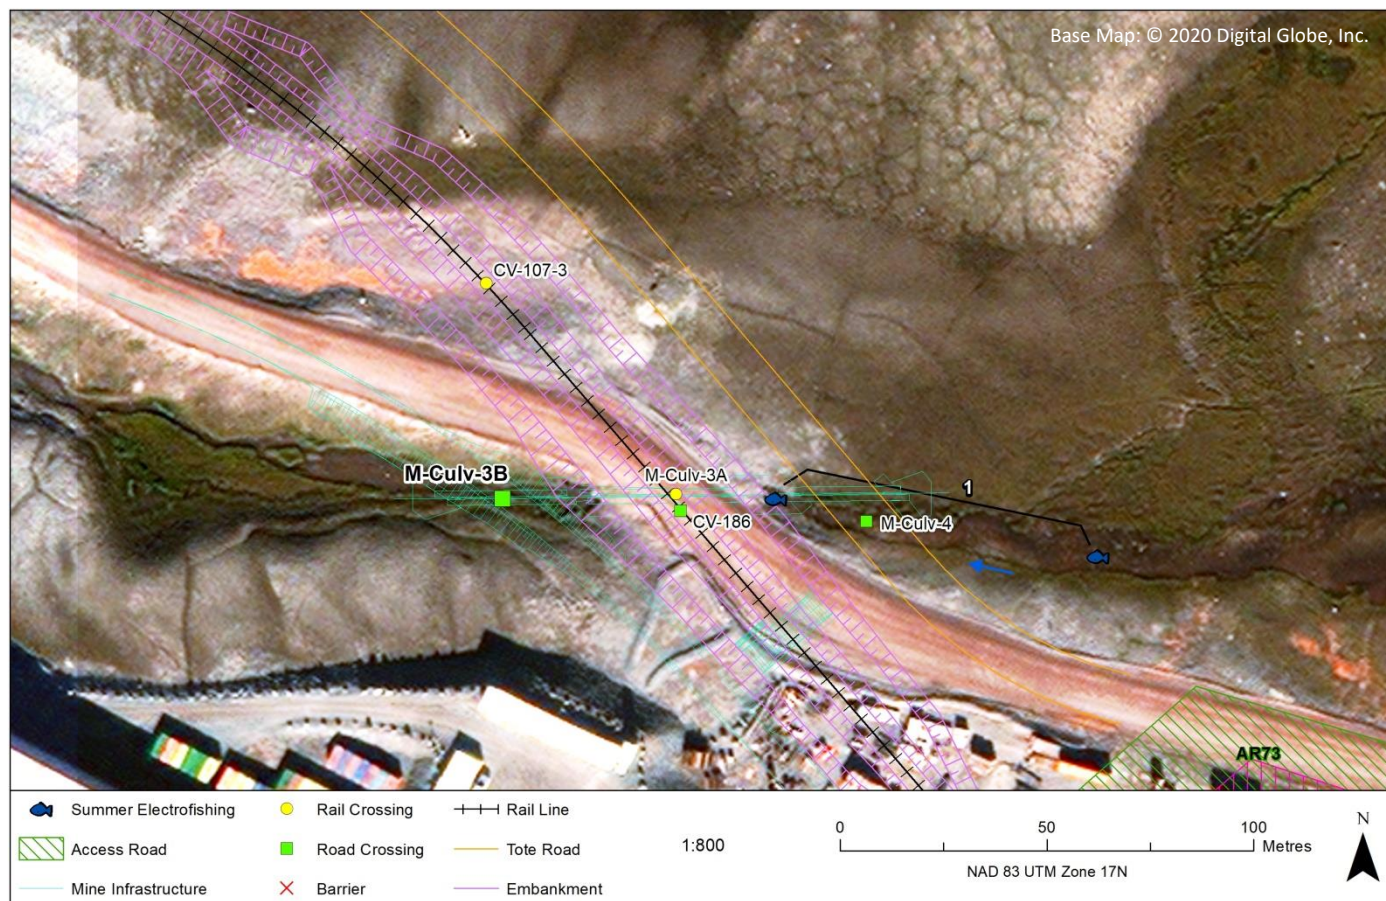 Base Map: © 2020 Digital Globe, Inc.
CV-107-3
M-Culv-3B
M-Culv-3A
1
CV-186
M-Culv-4
AR73
Summer Electrofishing
Rail Crossing
Rail Line
Access Road
Road Crossing
Tote Road
Mine Infrastructure
Barrier
Embankment
1:800
0 50 100
Metres
NAD 83 UTM Zone 17N
N